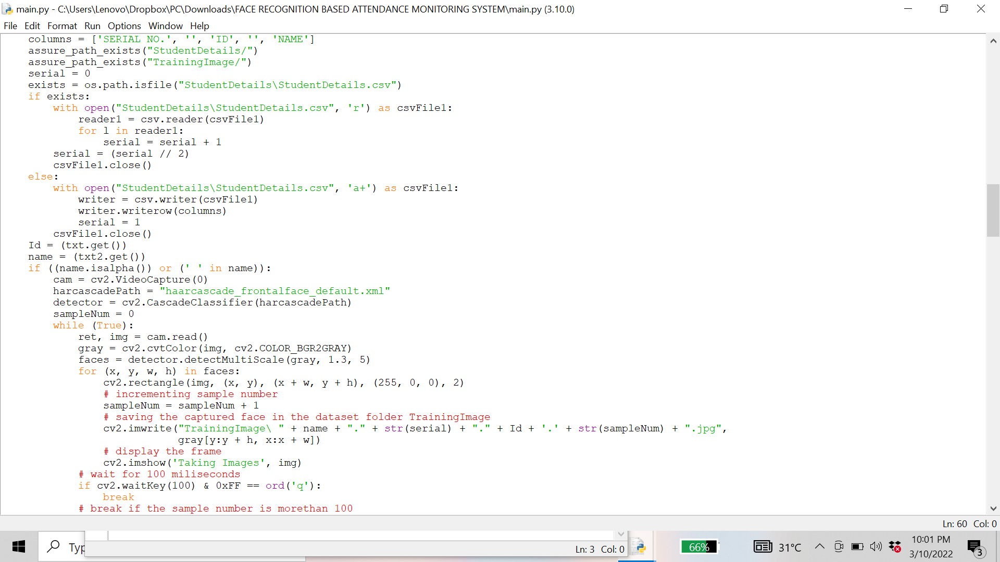 main.py - C:\Users\Lenovo\Dropbox\PC\Downloads\FACE RECOGNITION BASED ATTENDANCE MONITORING SYSTEM\main.py (3.10.0)
File Edit Format Run Options Window Help
    columns = ['SERIAL NO.', '', 'ID', '', 'NAME']
    assure_path_exists("StudentDetails/")
    assure_path_exists("TrainingImage/")
    serial = 0
    exists = os.path.isfile("StudentDetails\StudentDetails.csv")
    if exists:
        with open("StudentDetails\StudentDetails.csv", 'r') as csvFile1:
            reader1 = csv.reader(csvFile1)
            for l in reader1:
                serial = serial + 1
        serial = (serial // 2)
        csvFile1.close()
    else:
        with open("StudentDetails\StudentDetails.csv", 'a+') as csvFile1:
            writer = csv.writer(csvFile1)
            writer.writerow(columns)
            serial = 1
        csvFile1.close()
    Id = (txt.get())
    name = (txt2.get())
    if ((name.isalpha()) or (' ' in name)):
        cam = cv2.VideoCapture(0)
        harcascadePath = "haarcascade_frontalface_default.xml"
        detector = cv2.CascadeClassifier(harcascadePath)
        sampleNum = 0
        while (True):
            ret, img = cam.read()
            gray = cv2.cvtColor(img, cv2.COLOR_BGR2GRAY)
            faces = detector.detectMultiScale(gray, 1.3, 5)
            for (x, y, w, h) in faces:
                cv2.rectangle(img, (x, y), (x + w, y + h), (255, 0, 0), 2)
                # incrementing sample number
                sampleNum = sampleNum + 1
                # saving the captured face in the dataset folder TrainingImage
                cv2.imwrite("TrainingImage\ " + name + "." + str(serial) + "." + Id + '.' + str(sampleNum) + ".jpg",
                            gray[y:y + h, x:x + w])
                # display the frame
                cv2.imshow('Taking Images', img)
            # wait for 100 miliseconds
            if cv2.waitKey(100) & 0xFF == ord('q'):
                break
            # break if the sample number is morethan 100
Ln: 60 Col: 0
Typ
Ln: 3 Col: 0
66%
31°C
10:01 PM
3/10/2022
3